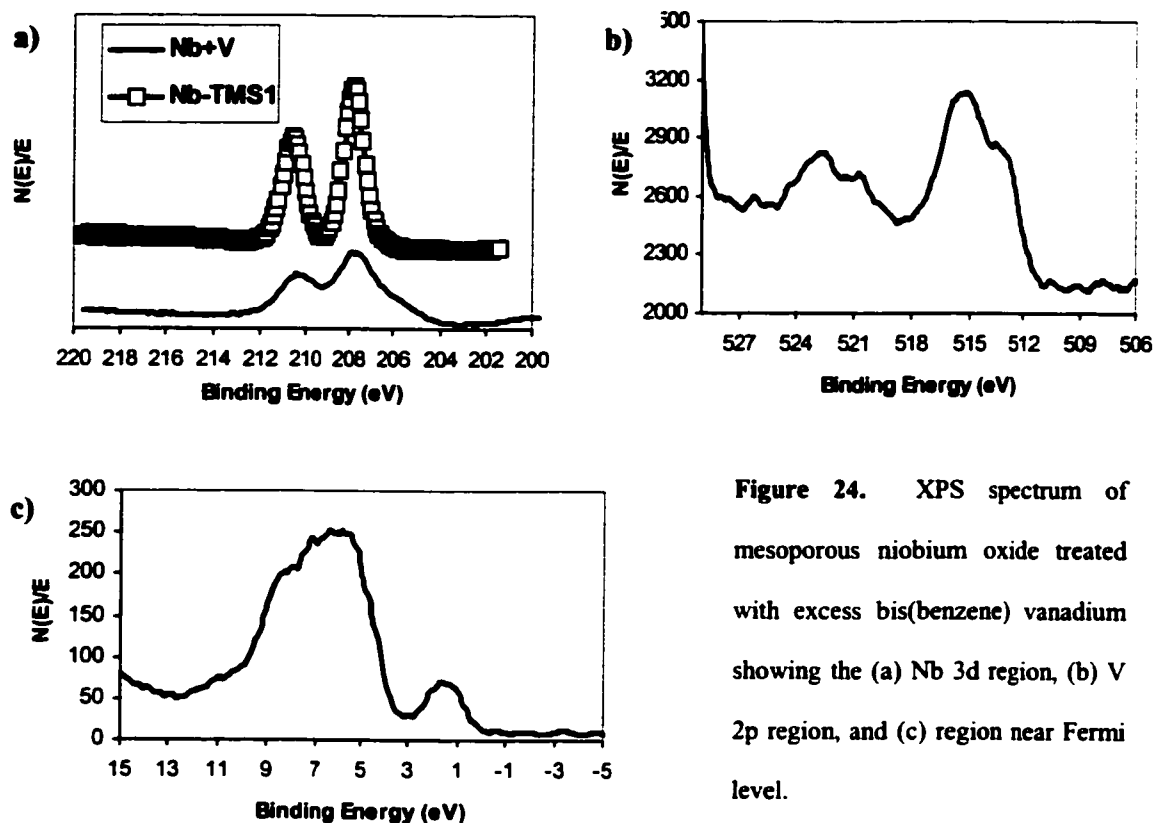 a)
Nb+V
Nb-TMS1
N(E)/E
220 218 216 214 212 210 208 206 204 202 200
Binding Energy (eV)
b)
500
3200
2900
2600
2300
2000
N(E)/E
527 524 521 518 515 512 509 506
Binding Energy (eV)
c)
300
250
200
150
100
50
0
N(E)/E
15 13 11 9 7 5 3 1 -1 -3 -5
Binding Energy (eV)
Figure 24. XPS spectrum of
mesoporous niobium oxide treated
with excess bis(benzene) vanadium
showing the (a) Nb 3d region, (b) V
2p region, and (c) region near Fermi
level.